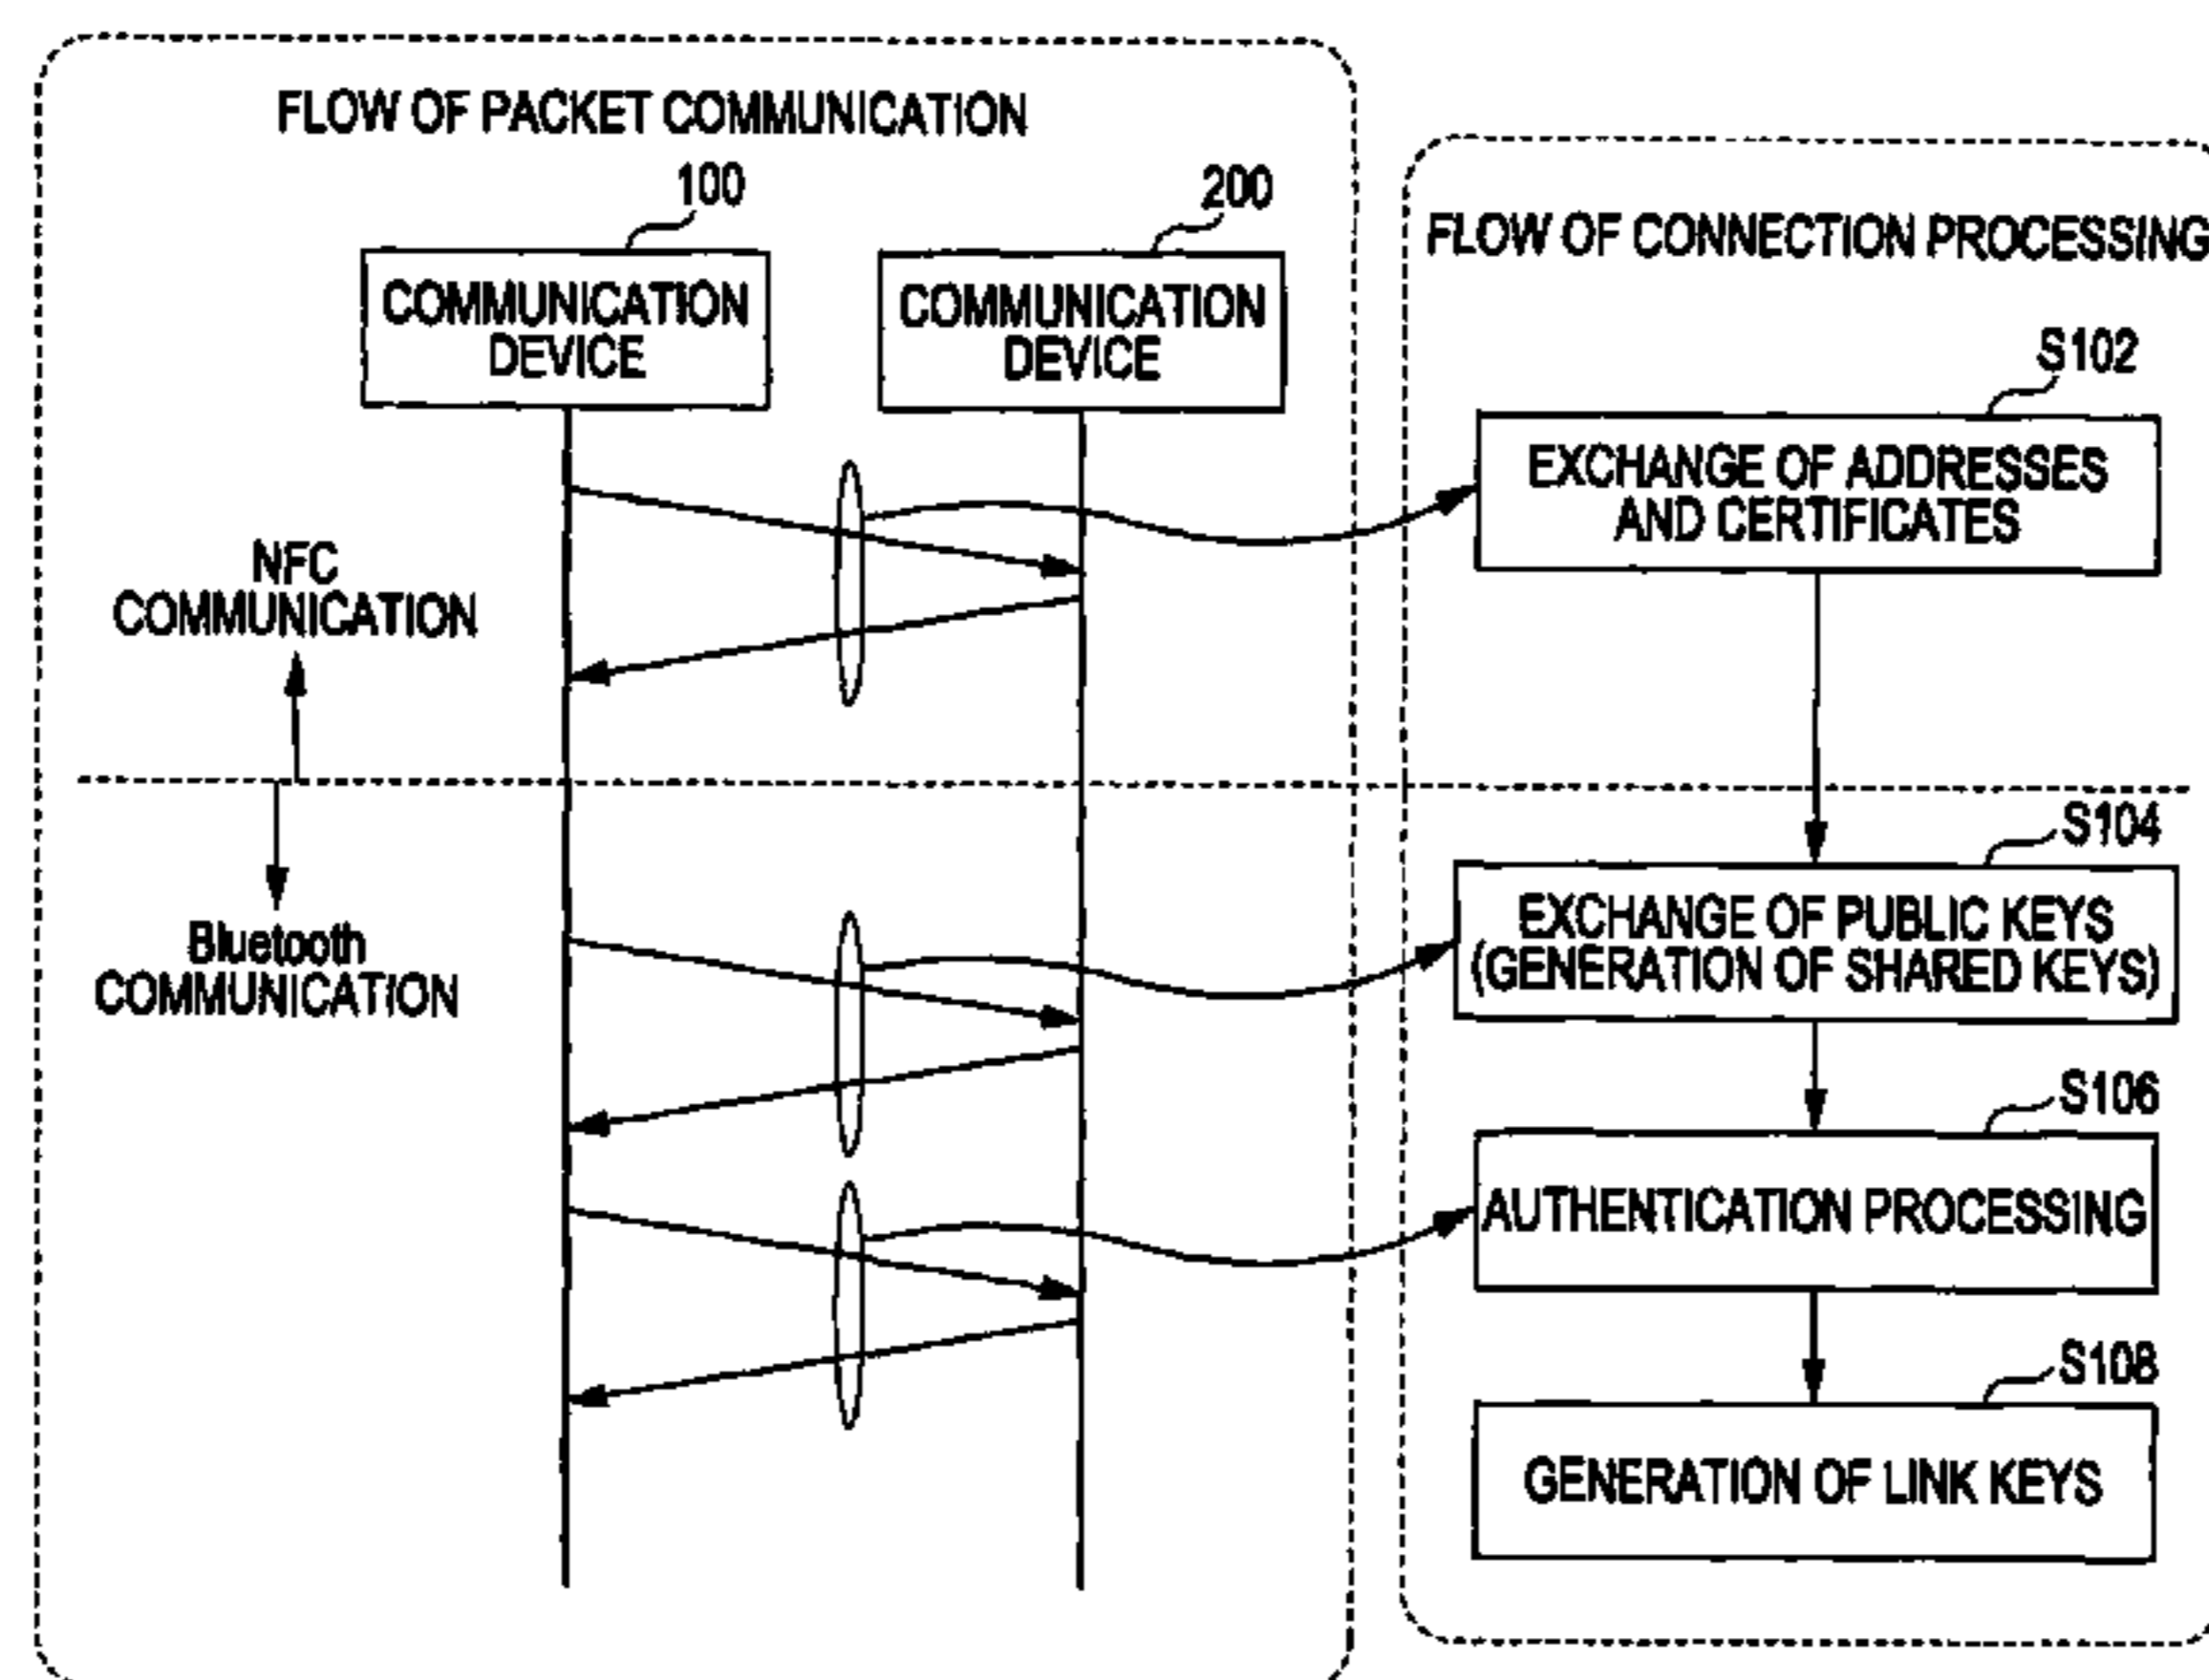 FLOW OF PACKET COMMUNICATION
100
200
COMMUNICATION
DEVICE
COMMUNICATION
DEVICE
NFC
COMMUNICATION
Bluetooth
COMMUNICATION
FLOW OF CONNECTION PROCESSING
S102
EXCHANGE OF ADDRESSES
AND CERTIFICATES
S104
EXCHANGE OF PUBLIC KEYS
(GENERATION OF SHARED KEYS)
S106
AUTHENTICATION PROCESSING
S108
GENERATION OF LINK KEYS